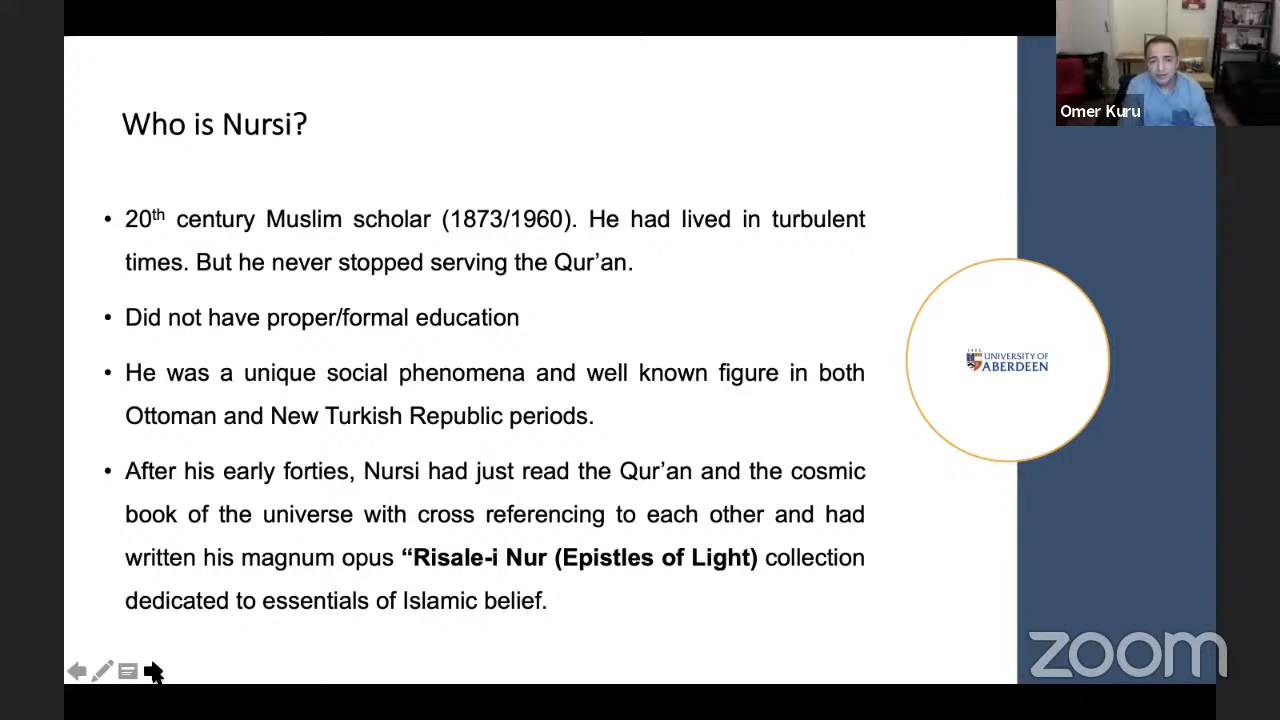 Omer Kuru
Who is Nursi?
• 20th century Muslim scholar (1873/1960). He had lived in turbulent
times. But he never stopped serving the Qur’an.
• Did not have proper/formal education
• He was a unique social phenomena and well known figure in both
Ottoman and New Turkish Republic periods.
• After his early forties, Nursi had just read the Qur’an and the cosmic
book of the universe with cross referencing to each other and had
written his magnum opus “Risale-i Nur (Epistles of Light) collection
dedicated to essentials of Islamic belief.
1495
UNIVERSITY OF
ABERDEEN
zoom